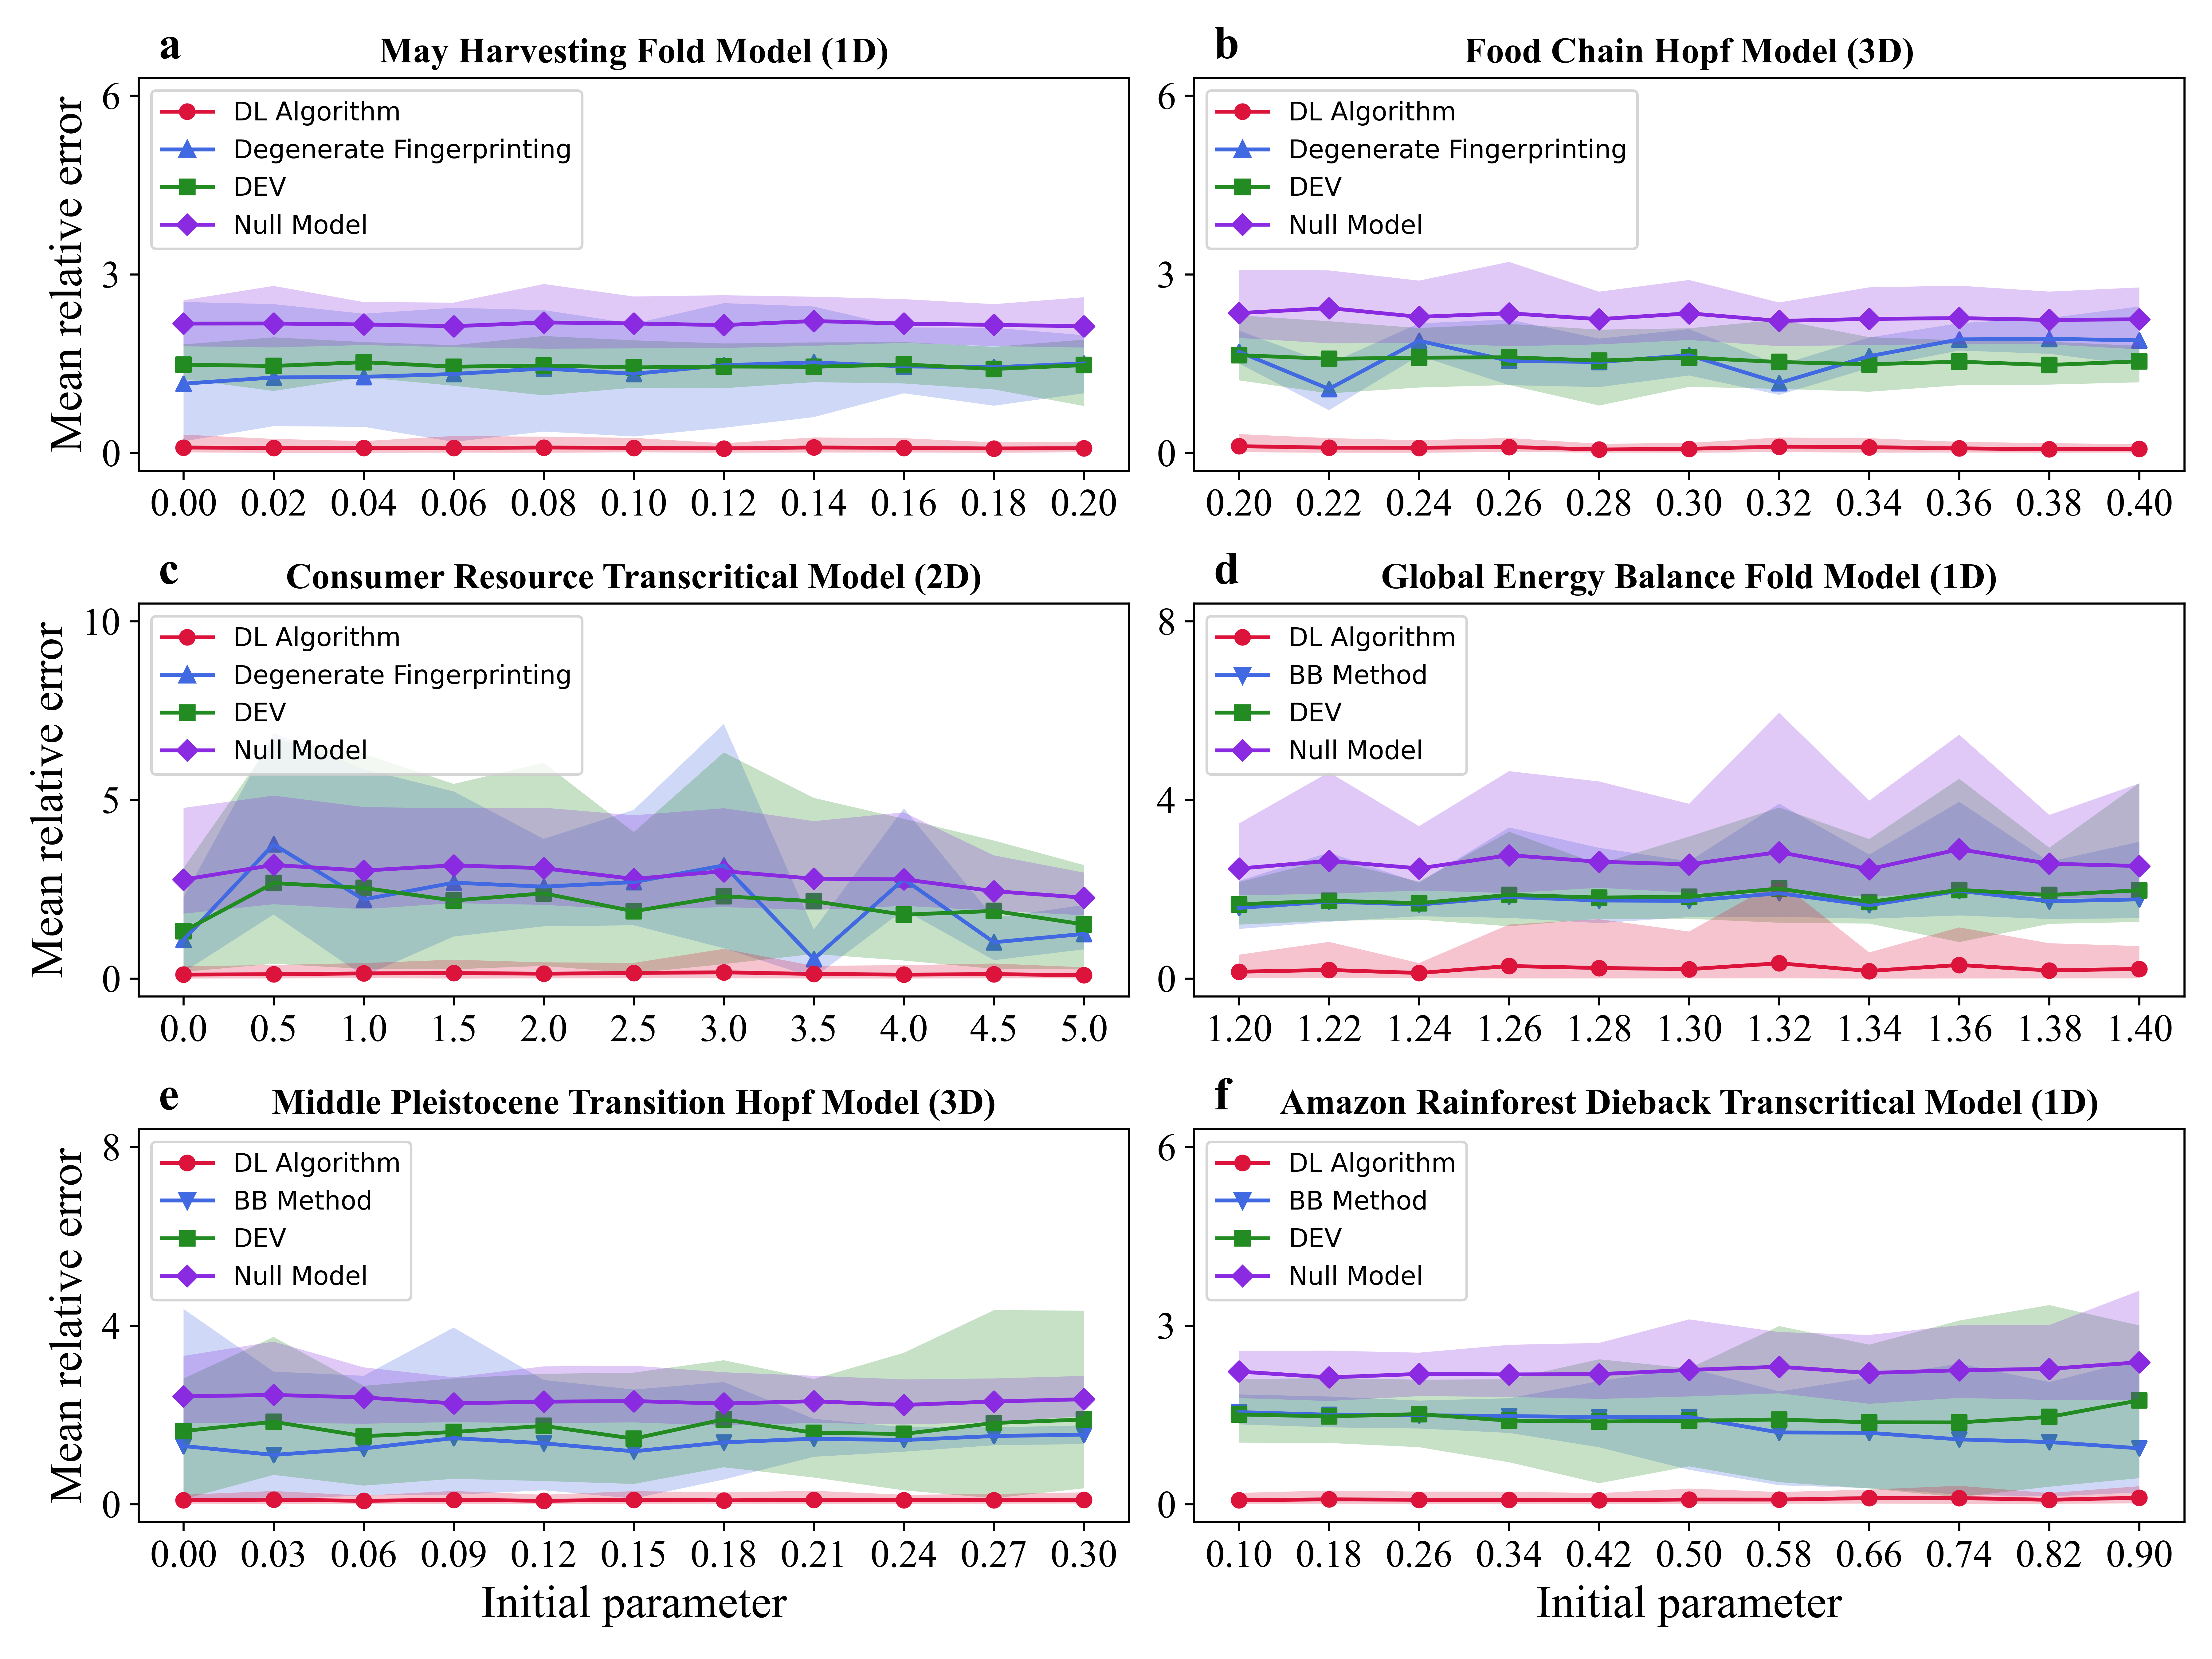 a May Harvesting Fold Model (1D)
Mean relative error
6
3
0
DL Algorithm
Degenerate Fingerprinting
DEV
Null Model
0.00 0.02 0.04 0.06 0.08 0.10 0.12 0.14 0.16 0.18 0.20
b Food Chain Hopf Model (3D)
6
3
0
DL Algorithm
Degenerate Fingerprinting
DEV
Null Model
0.20 0.22 0.24 0.26 0.28 0.30 0.32 0.34 0.36 0.38 0.40
c Consumer Resource Transcritical Model (2D)
Mean relative error
10
5
0
DL Algorithm
Degenerate Fingerprinting
DEV
Null Model
0.0 0.5 1.0 1.5 2.0 2.5 3.0 3.5 4.0 4.5 5.0
d Global Energy Balance Fold Model (1D)
8
4
0
DL Algorithm
BB Method
DEV
Null Model
1.20 1.22 1.24 1.26 1.28 1.30 1.32 1.34 1.36 1.38 1.40
e Middle Pleistocene Transition Hopf Model (3D)
Mean relative error
8
4
0
DL Algorithm
BB Method
DEV
Null Model
0.00 0.03 0.06 0.09 0.12 0.15 0.18 0.21 0.24 0.27 0.30
Initial parameter
f Amazon Rainforest Dieback Transcritical Model (1D)
6
3
0
DL Algorithm
BB Method
DEV
Null Model
0.10 0.18 0.26 0.34 0.42 0.50 0.58 0.66 0.74 0.82 0.90
Initial parameter